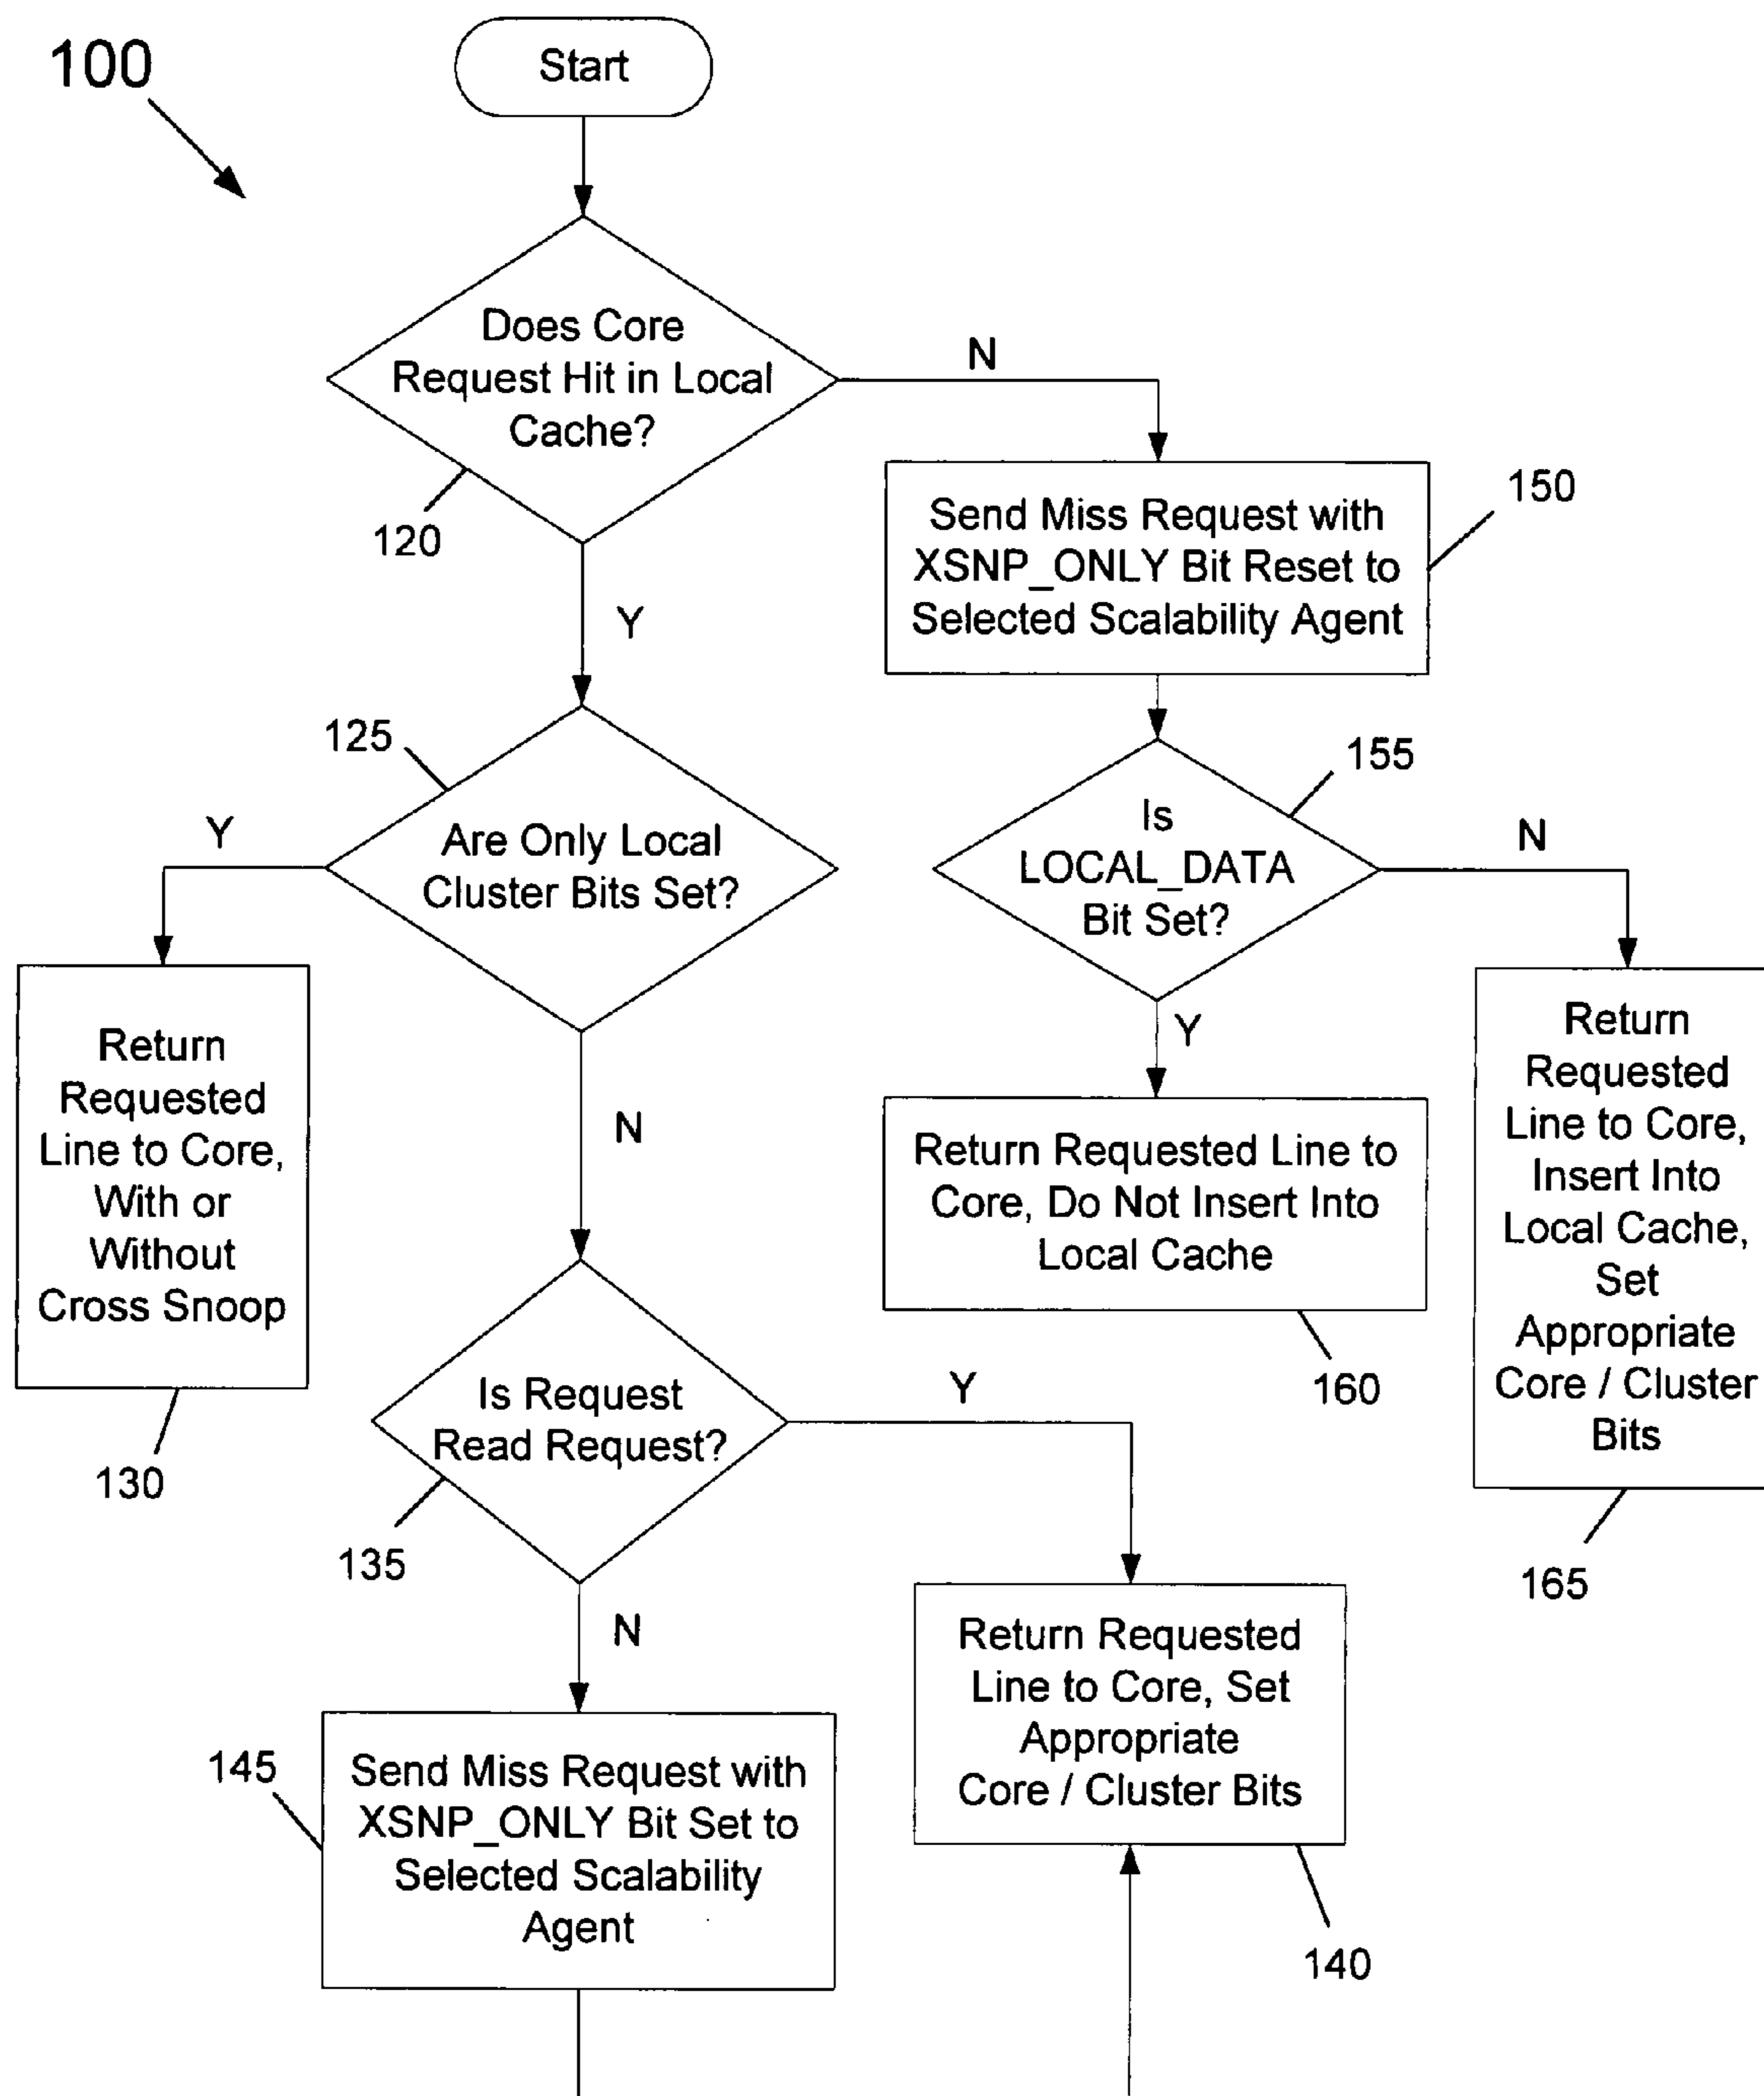 100
Start
Does Core
Request Hit in Local
Cache?
N
120
Y
Send Miss Request with
XSNP_ONLY Bit Reset to
Selected Scalability Agent
150
125
Are Only Local
Cluster Bits Set?
Y
N
155
Is
LOCAL_DATA
Bit Set?
N
Y
Return
Requested
Line to Core,
With or
Without
Cross Snoop
130
Return Requested Line to
Core, Do Not Insert Into
Local Cache
160
Return
Requested
Line to Core,
Insert Into
Local Cache,
Set
Appropriate
Core / Cluster
Bits
165
Is Request
Read Request?
Y
135
N
145
Send Miss Request with
XSNP_ONLY Bit Set to
Selected Scalability
Agent
Return Requested
Line to Core, Set
Appropriate
Core / Cluster Bits
140